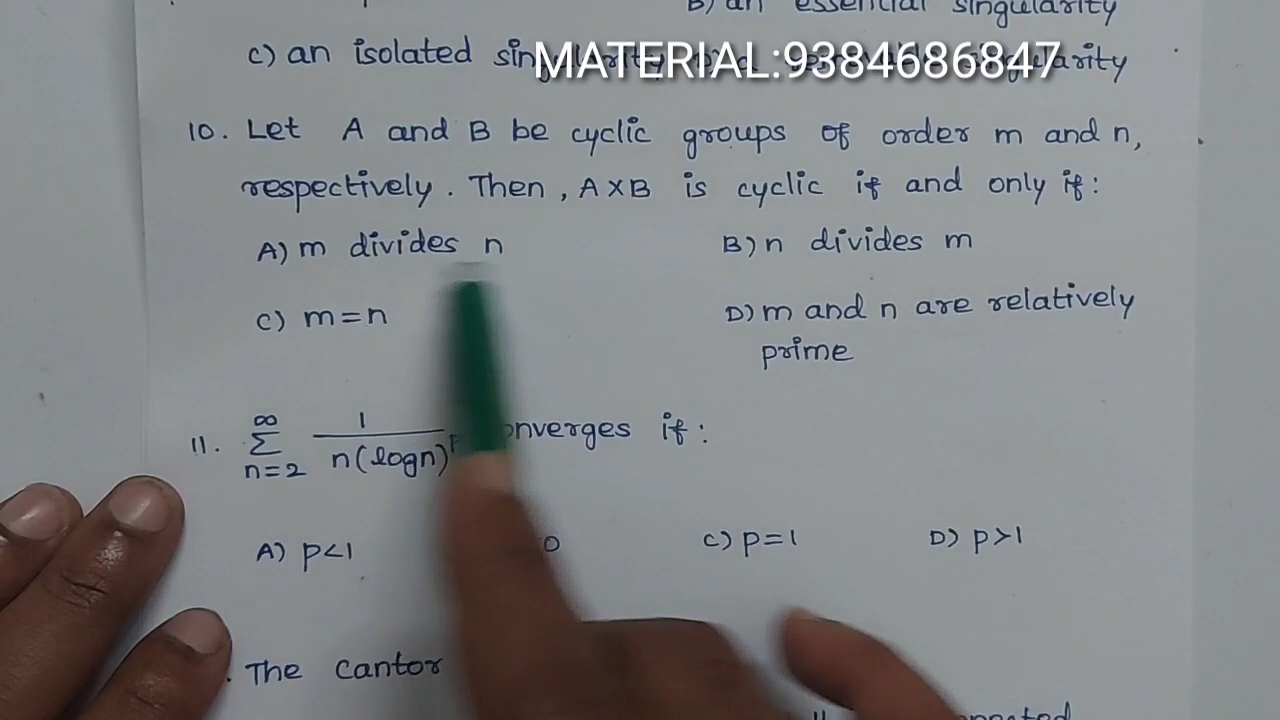 B) an essential singularity
c) an isolated
MATERIAL:9384686847
10. Let A and B be cyclic groups of order m and n,
respectively. Then, A×B is cyclic if and only if:
A) m divides n B) n divides m
C) m=n D) m and n are relatively
prime
11. ∞∑n=2 1/n(logn)^p converges if:
A) p<1 0 C) p=1 D) p>1
The Cantor